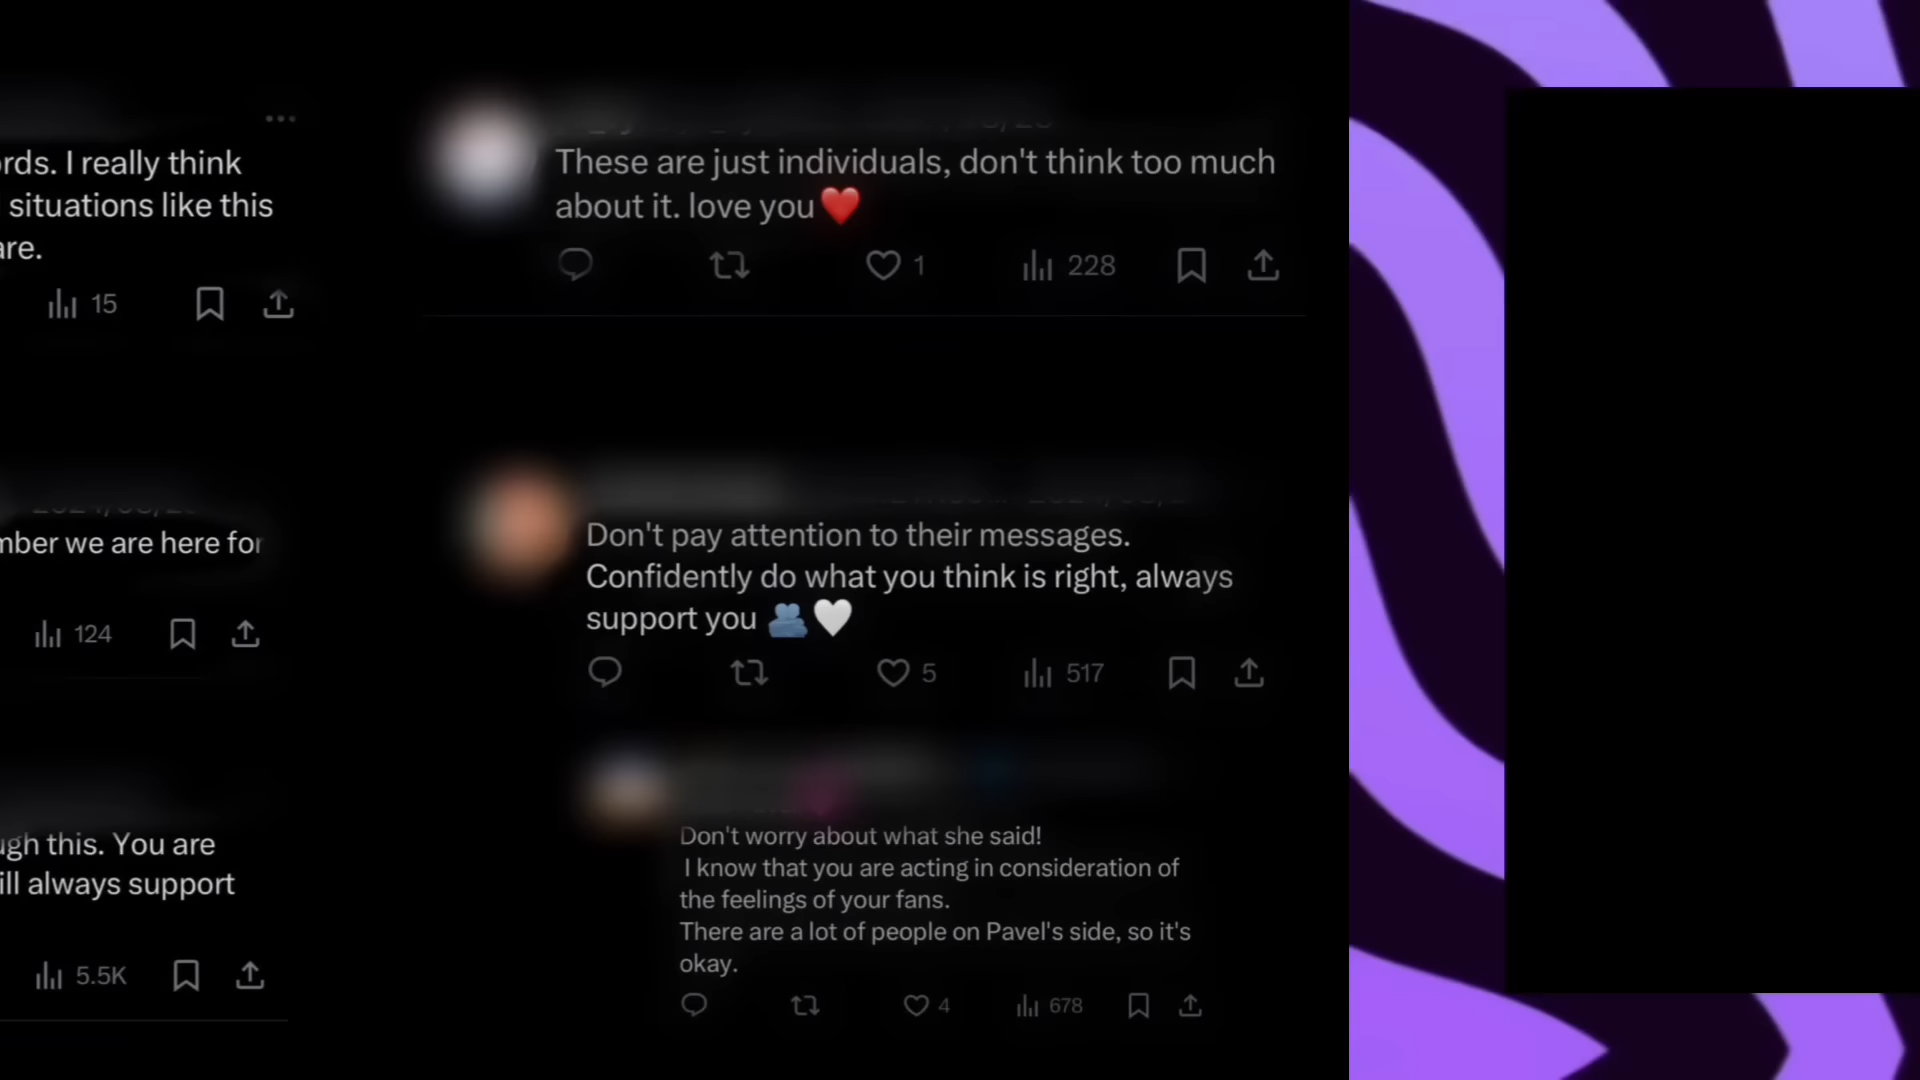 rds. I really think
situations like this
are.
15
mber we are here for
124
ugh this. You are
ill always support
5.5K
These are just individuals, don't think too much
about it. love you❤️
1 228
Don't pay attention to their messages.
Confidently do what you think is right, always
support you 🫂🤍
5 517
Don't worry about what she said!
I know that you are acting in consideration of
the feelings of your fans.
There are a lot of people on Pavel's side, so it's
okay.
4 678